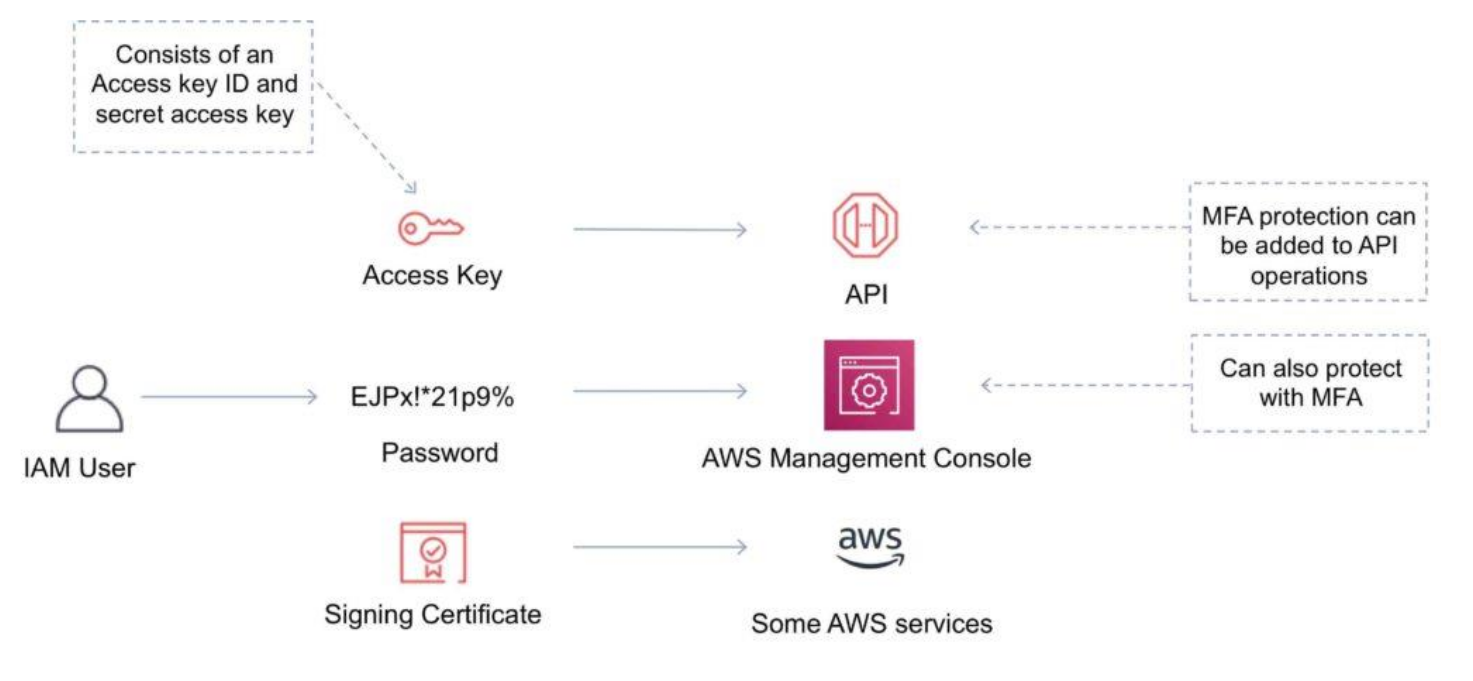 Consists of an
Access key ID and
secret access key
Access Key
API
MFA protection can
be added to API
operations
IAM User
EJPx!*21p9%
Password
AWS Management Console
Can also protect
with MFA
Signing Certificate
aws
Some AWS services